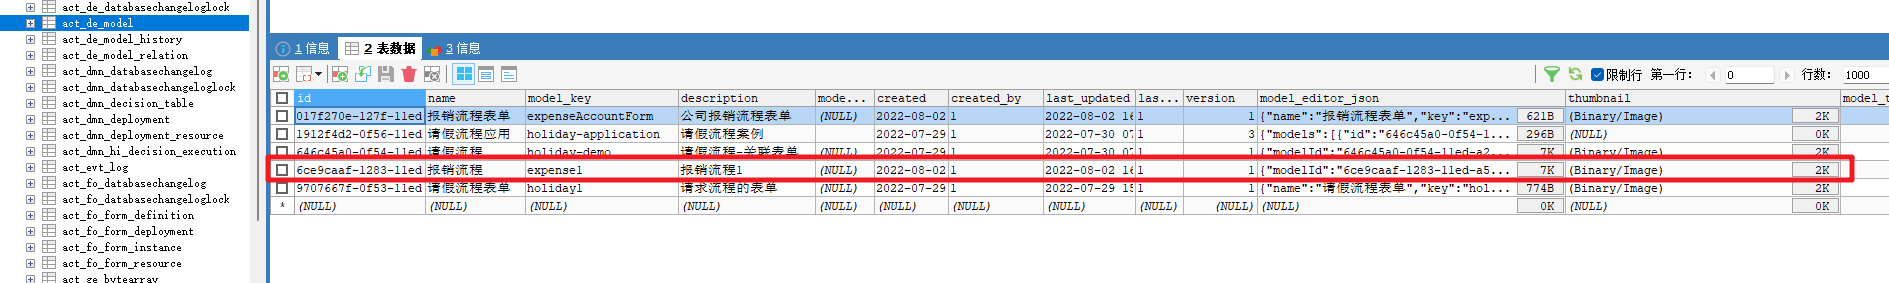 act_de_databasechangeloglock
act_de_model
act_de_model_history
act_de_model_relation
act_dmn_databasechangelog
act_dmn_databasechangeloglock
act_dmn_decision_table
act_dmn_deployment
act_dmn_deployment_resource
act_dmn_hi_decision_execution
act_evt_log
act_fo_databasechangelog
act_fo_databasechangeloglock
act_fo_form_definition
act_fo_form_deployment
act_fo_form_instance
act_fo_form_resource
act_ge_bytearray
1 信息 2 表数据 3 信息
限制行 第一行: 0 行数: 1000
id name model_key description mode... created created_by last_updated las... version model_editor_json thumbnail model_t
017f270e-127f-11ed 报销流程表单 expenseAccountForm 公司报销流程表单 (NULL) 2022-08-02 1 2022-08-02 16 1 1 {"name":"报销流程表单","key":"exp... 621B (Binary/Image) 2K
1912f4d2-0f56-11ed 请假流程应用 holiday-application 请假流程案例 2022-07-29 1 2022-07-30 07 1 3 {"models":[{"id":"646c45a0-0f54-1... 296B (NULL) 0K
646c45a0-0f54-11ed 请假流程 holiday-demo 请假流程-关联表单 (NULL) 2022-07-29 1 2022-07-30 07 1 1 {"modelId":"646c45a0-0f54-11ed-a2... 7K (Binary/Image) 2K
6ce9caaf-1283-11ed 报销流程 expense1 报销流程1 (NULL) 2022-08-02 1 2022-08-02 16 1 1 {"modelId":"6ce9caaf-1283-11ed-a5... 7K (Binary/Image) 2K
9707667f-0f53-11ed 请假流程表单 holiday1 请求流程的表单 (NULL) 2022-07-29 1 2022-07-29 15 1 1 {"name":"请假流程表单","key":"hol... 774B (Binary/Image) 2K
* (NULL) (NULL) (NULL) (NULL) (NULL) (NULL) (NULL) (NULL) (NULL) (NULL) (NULL) 0K (NULL) 0K